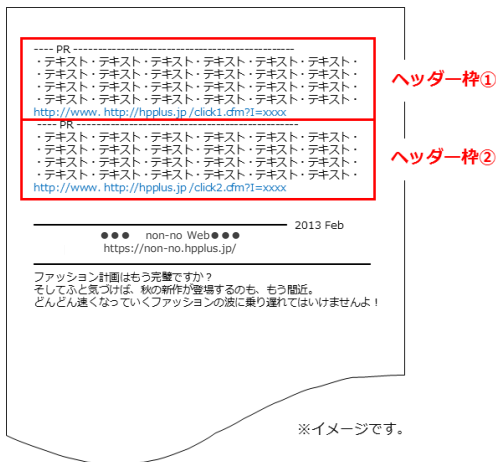 ---- PR -----------------------------------------------
・テキスト・テキスト・テキスト・テキスト・テキスト・テキスト・
・テキスト・テキスト・テキスト・テキスト・テキスト・テキスト・
・テキスト・テキスト・テキスト・テキスト・テキスト・テキスト・
・テキスト・テキスト・テキスト・テキスト・テキスト・テキスト・
http://www. http://hpplus.jp /click1.cfm?I=xxxx
ヘッダー枠①
---- PR -----------------------------------------------
・テキスト・テキスト・テキスト・テキスト・テキスト・テキスト・
・テキスト・テキスト・テキスト・テキスト・テキスト・テキスト・
・テキスト・テキスト・テキスト・テキスト・テキスト・テキスト・
・テキスト・テキスト・テキスト・テキスト・テキスト・テキスト・
http://www. http://hpplus.jp /click2.cfm?I=xxxx
ヘッダー枠②
2013 Feb
●●● non-no Web●●●
https://non-no.hpplus.jp/
ファッション計画はもう完璧ですか？
そしてふと気づけば、秋の新作が登場するのも、もう間近。
どんどん速くなっていくファッションの波に乗り遅れてはいけませんよ！
※イメージです。